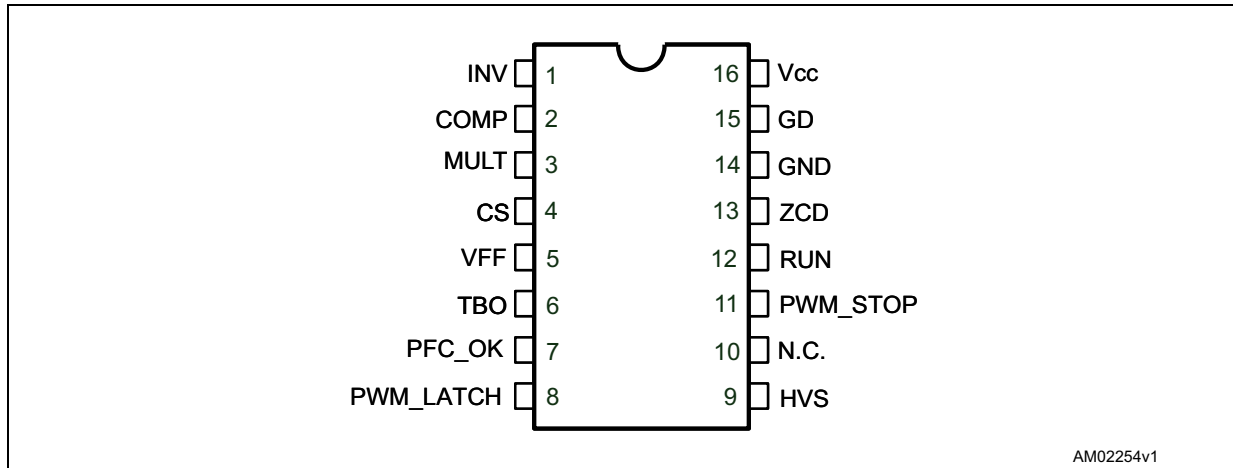 INV 1 16 Vcc
COMP 2 15 GD
MULT 3 14 GND
CS 4 13 ZCD
VFF 5 12 RUN
TBO 6 11 PWM_STOP
PFC_OK 7 10 N.C.
PWM_LATCH 8 9 HVS
AM02254v1